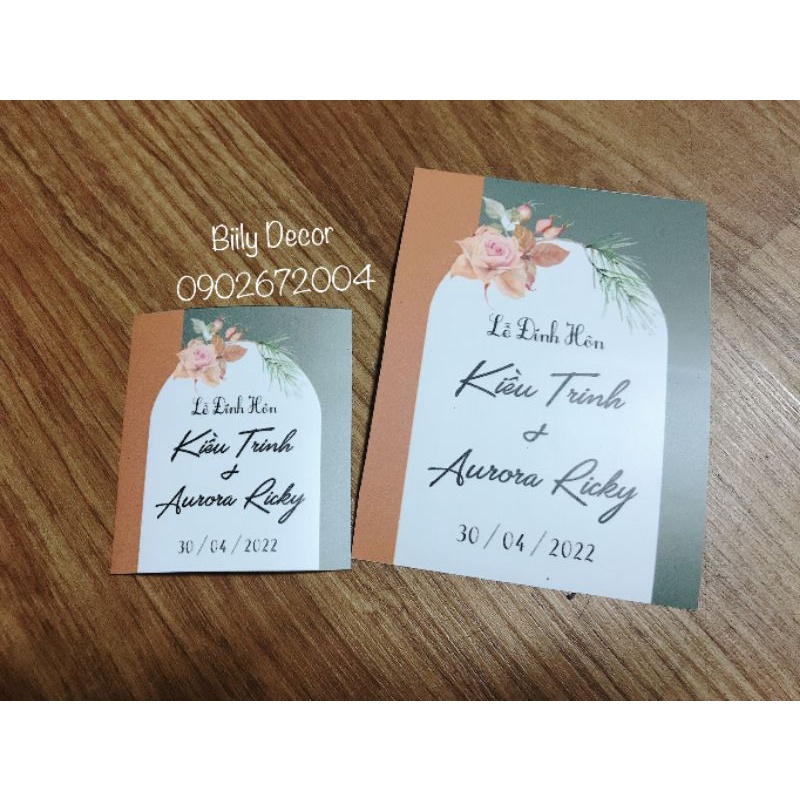 Biily Decor
0902672004
Lễ Đính Hôn
Kiều Trinh
&
Aurora Ricky
30 / 04 / 2022
Lễ Đính Hôn
Kiều Trinh
&
Aurora Ricky
30 / 04 / 2022